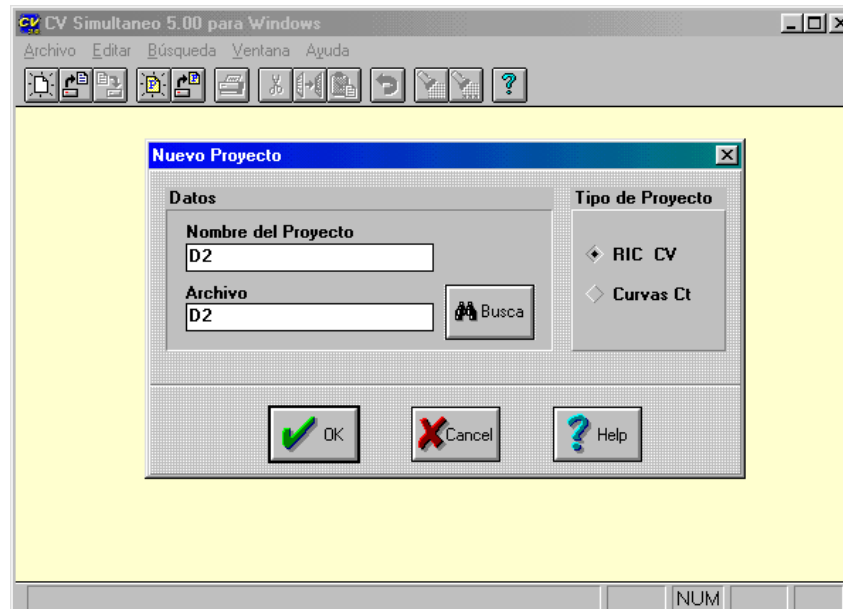 CV Simultaneo 5.00 para Windows
Archivo Editar Búsqueda Ventana Ayuda
Nuevo Proyecto
Datos
Tipo de Proyecto
Nombre del Proyecto
D2
RIC CV
Archivo
D2
Busca
Curvas Ct
OK
Cancel
Help
NUM